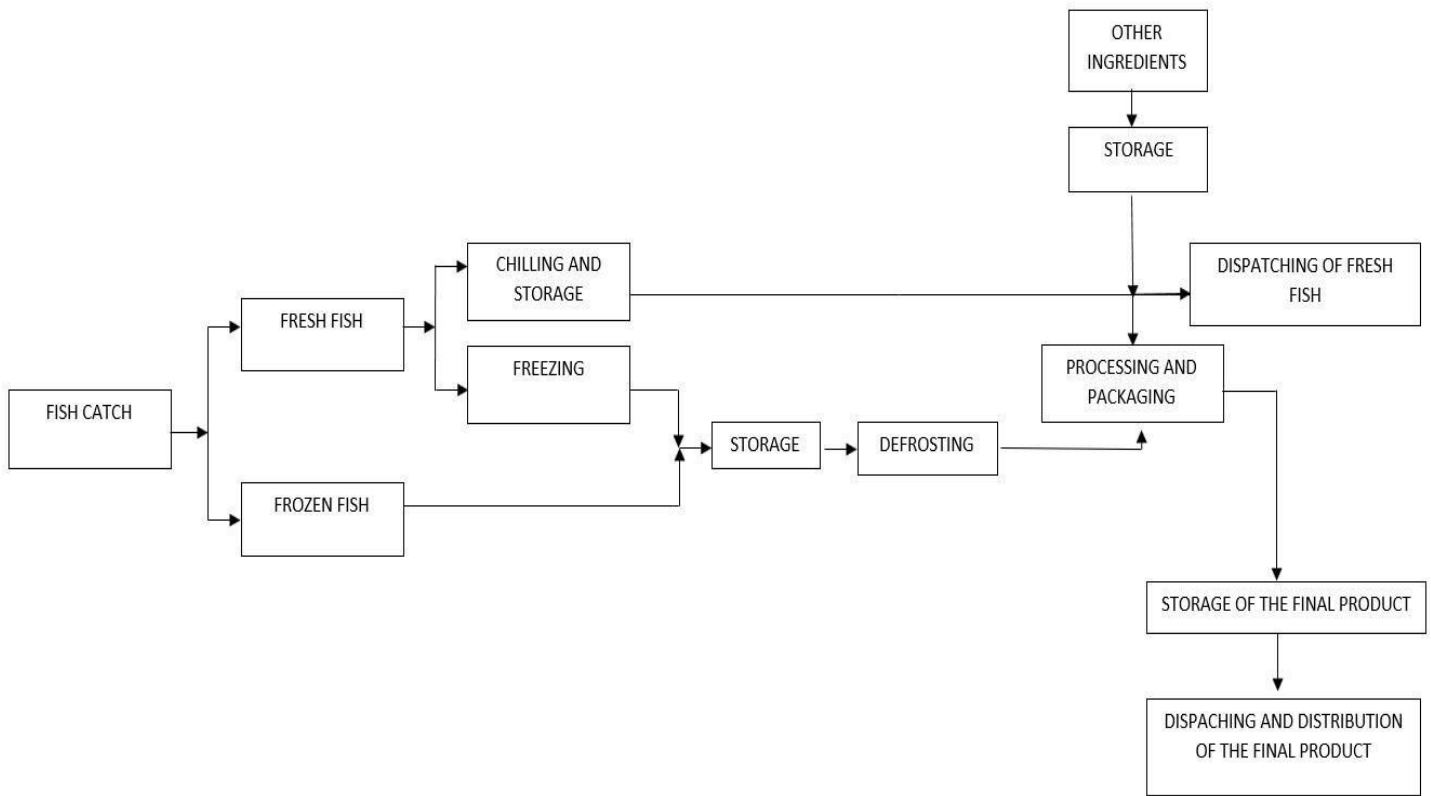 OTHER
INGREDIENTS
STORAGE
CHILLING AND
STORAGE
DISPATCHING OF FRESH
FISH
FRESH FISH
FREEZING
PROCESSING AND
PACKAGING
FISH CATCH
STORAGE
DEFROSTING
FROZEN FISH
STORAGE OF THE FINAL PRODUCT
DISPACHING AND DISTRIBUTION
OF THE FINAL PRODUCT